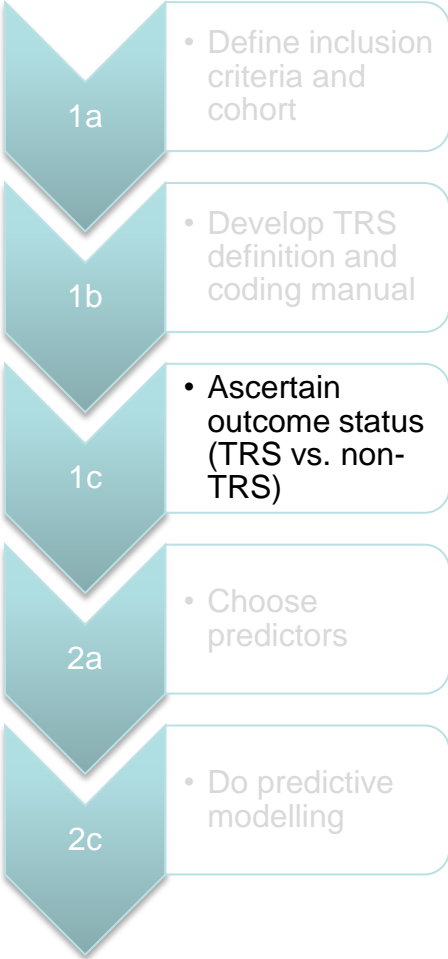 1a
• Define inclusion
criteria and
cohort
1b
• Develop TRS
definition and
coding manual
1c
• Ascertain
outcome status
(TRS vs. non-
TRS)
2a
• Choose
predictors
2c
• Do predictive
modelling